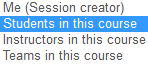 Me (Session creator)
Students in this course
Instructors in this course
Teams in this course